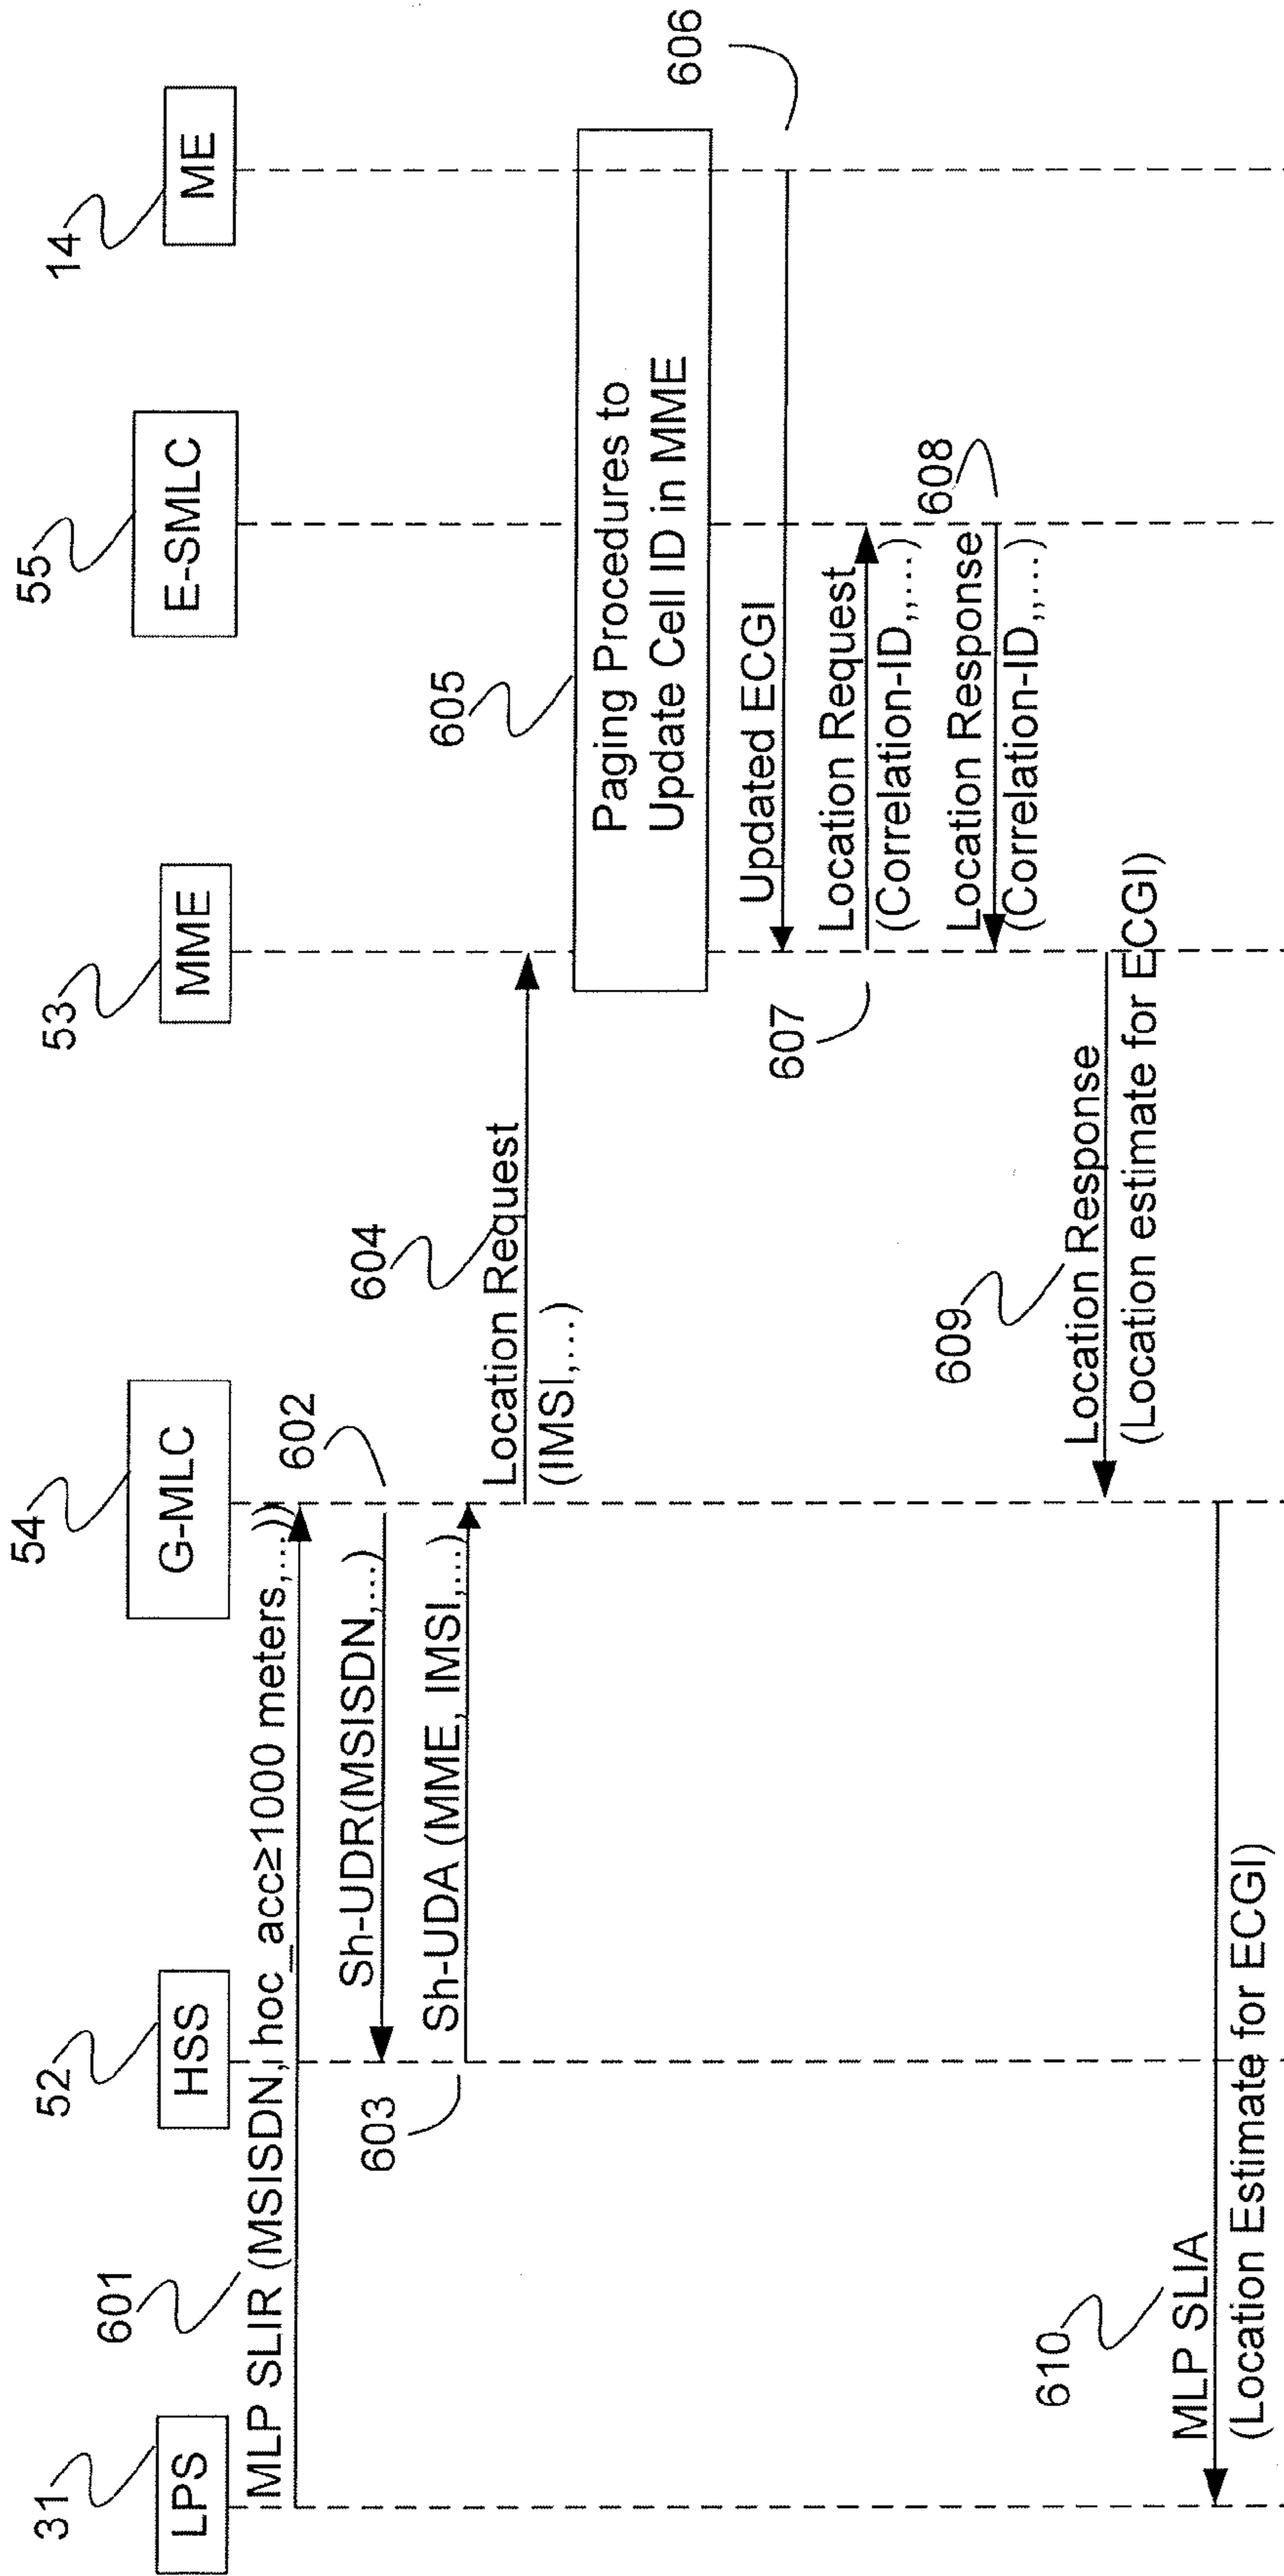 31
LPS
52
HSS
54
G-MLC
53
MME
55
E-SMLC
14
ME
601
MLP SLIR (MSISDN, hoc_acc≥1000 meters,...)
602
Sh-UDR(MSISDN,...)
603
Sh-UDA (MME, IMSI,...)
604
Location Request
(IMSI,...)
605
Paging Procedures to
Update Cell ID in MME
606
Updated ECGI
607
Location Request
(Correlation-ID,,...)
608
Location Response
(Correlation-ID,,...)
609
Location Response
(Location estimate for ECGI)
610
MLP SLIA
(Location Estimate for ECGI)